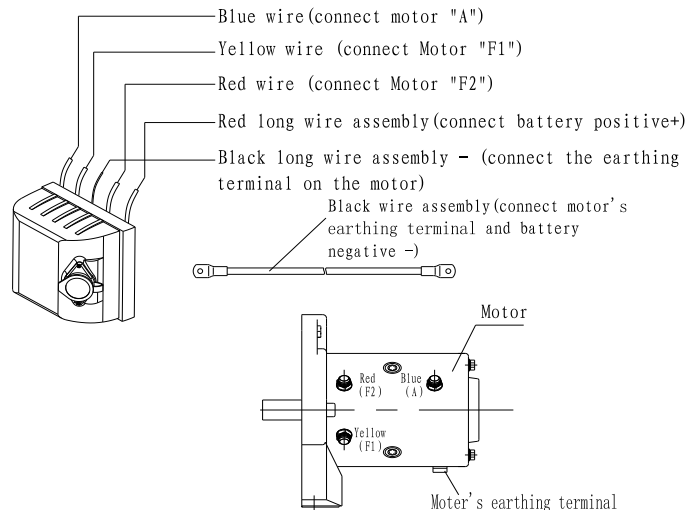 Blue wire(connect motor "A")
Yellow wire (connect Motor "F1")
Red wire (connect Motor "F2")
Red long wire assembly(connect battery positive+)
Black long wire assembly - (connect the earthing
terminal on the motor)
Black wire assembly(connect motor's
earthing terminal and battery
negative -)
Motor
Red
(F2)
Blue
(A)
Yellow
(F1)
Moter's earthing terminal